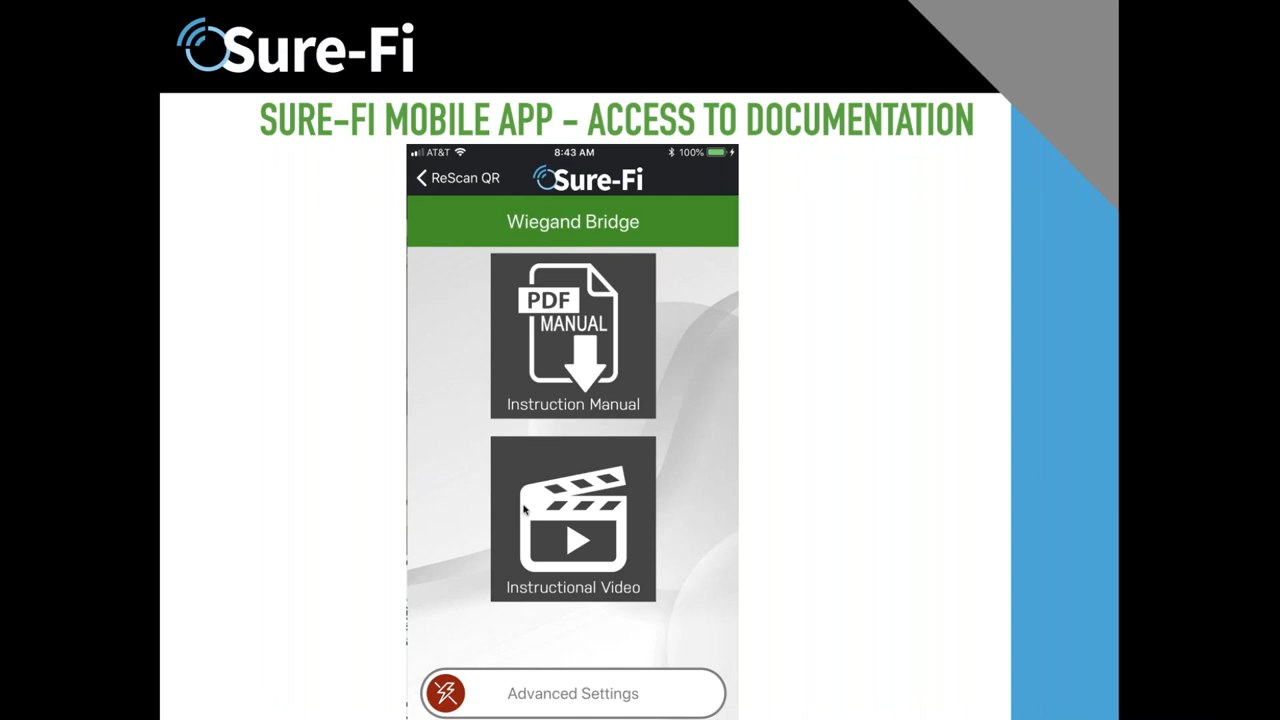 Sure-Fi
SURE-FI MOBILE APP - ACCESS TO DOCUMENTATION
AT&T 8:43 AM 100%
ReScan QR Sure-Fi
Wiegand Bridge
PDF
MANUAL
Instruction Manual
Instructional Video
Advanced Settings